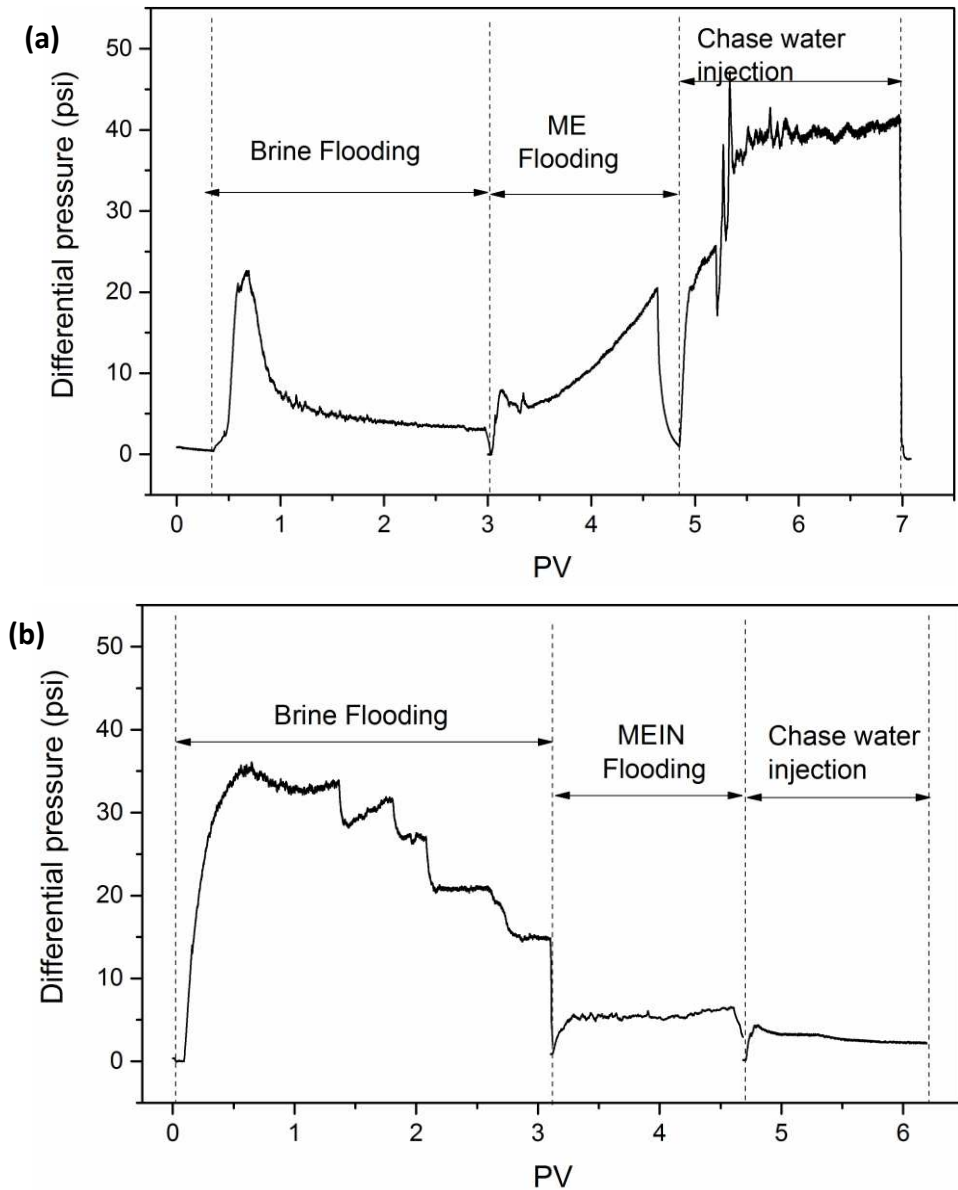 (a)
Differential pressure (psi)
50
40
30
20
10
0
Brine Flooding
ME
Flooding
Chase water
injection
0 1 2 3 4 5 6 7
PV
(b)
Differential pressure (psi)
50
40
30
20
10
0
Brine Flooding
MEIN
Flooding
Chase water
injection
0 1 2 3 4 5 6
PV